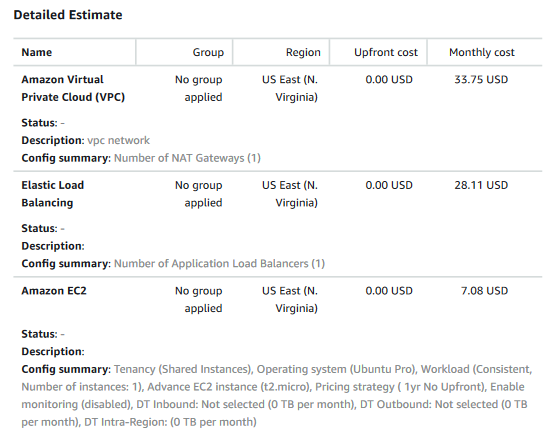 Detailed Estimate
Name Group Region Upfront cost Monthly cost
Amazon Virtual No group US East (N. 0.00 USD 33.75 USD
Private Cloud (VPC) applied Virginia)
Status: -
Description: vpc network
Config summary: Number of NAT Gateways (1)
Elastic Load No group US East (N. 0.00 USD 28.11 USD
Balancing applied Virginia)
Status: -
Description:
Config summary: Number of Application Load Balancers (1)
Amazon EC2 No group US East (N. 0.00 USD 7.08 USD
applied Virginia)
Status: -
Description:
Config summary: Tenancy (Shared Instances), Operating system (Ubuntu Pro), Workload (Consistent,
Number of instances: 1), Advance EC2 instance (t2.micro), Pricing strategy ( 1yr No Upfront), Enable
monitoring (disabled), DT Inbound: Not selected (0 TB per month), DT Outbound: Not selected (0 TB
per month), DT Intra-Region: (0 TB per month)